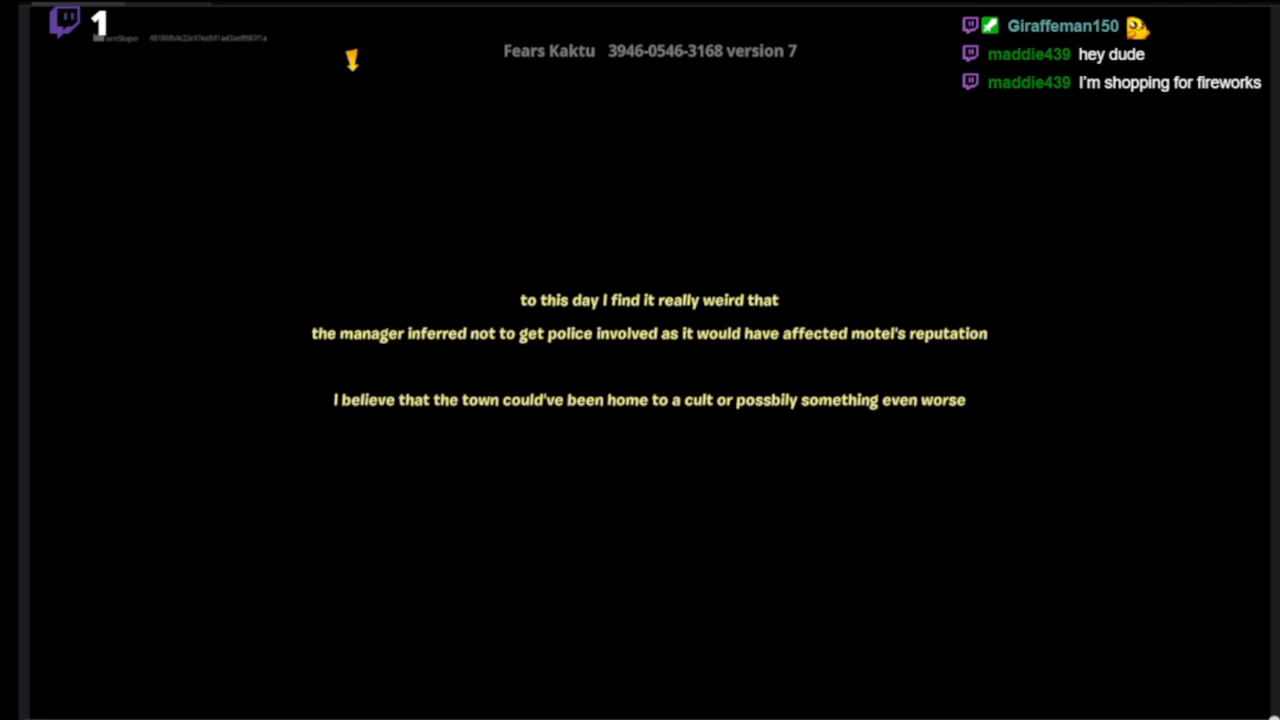 1
Fears Kaktu 3946-0546-3168 version 7
Giraffeman150
maddie439 hey dude
maddie439 I'm shopping for fireworks
to this day I find it really weird that
the manager inferred not to get police involved as it would have affected motel's reputation
I believe that the town could've been home to a cult or possbily something even worse